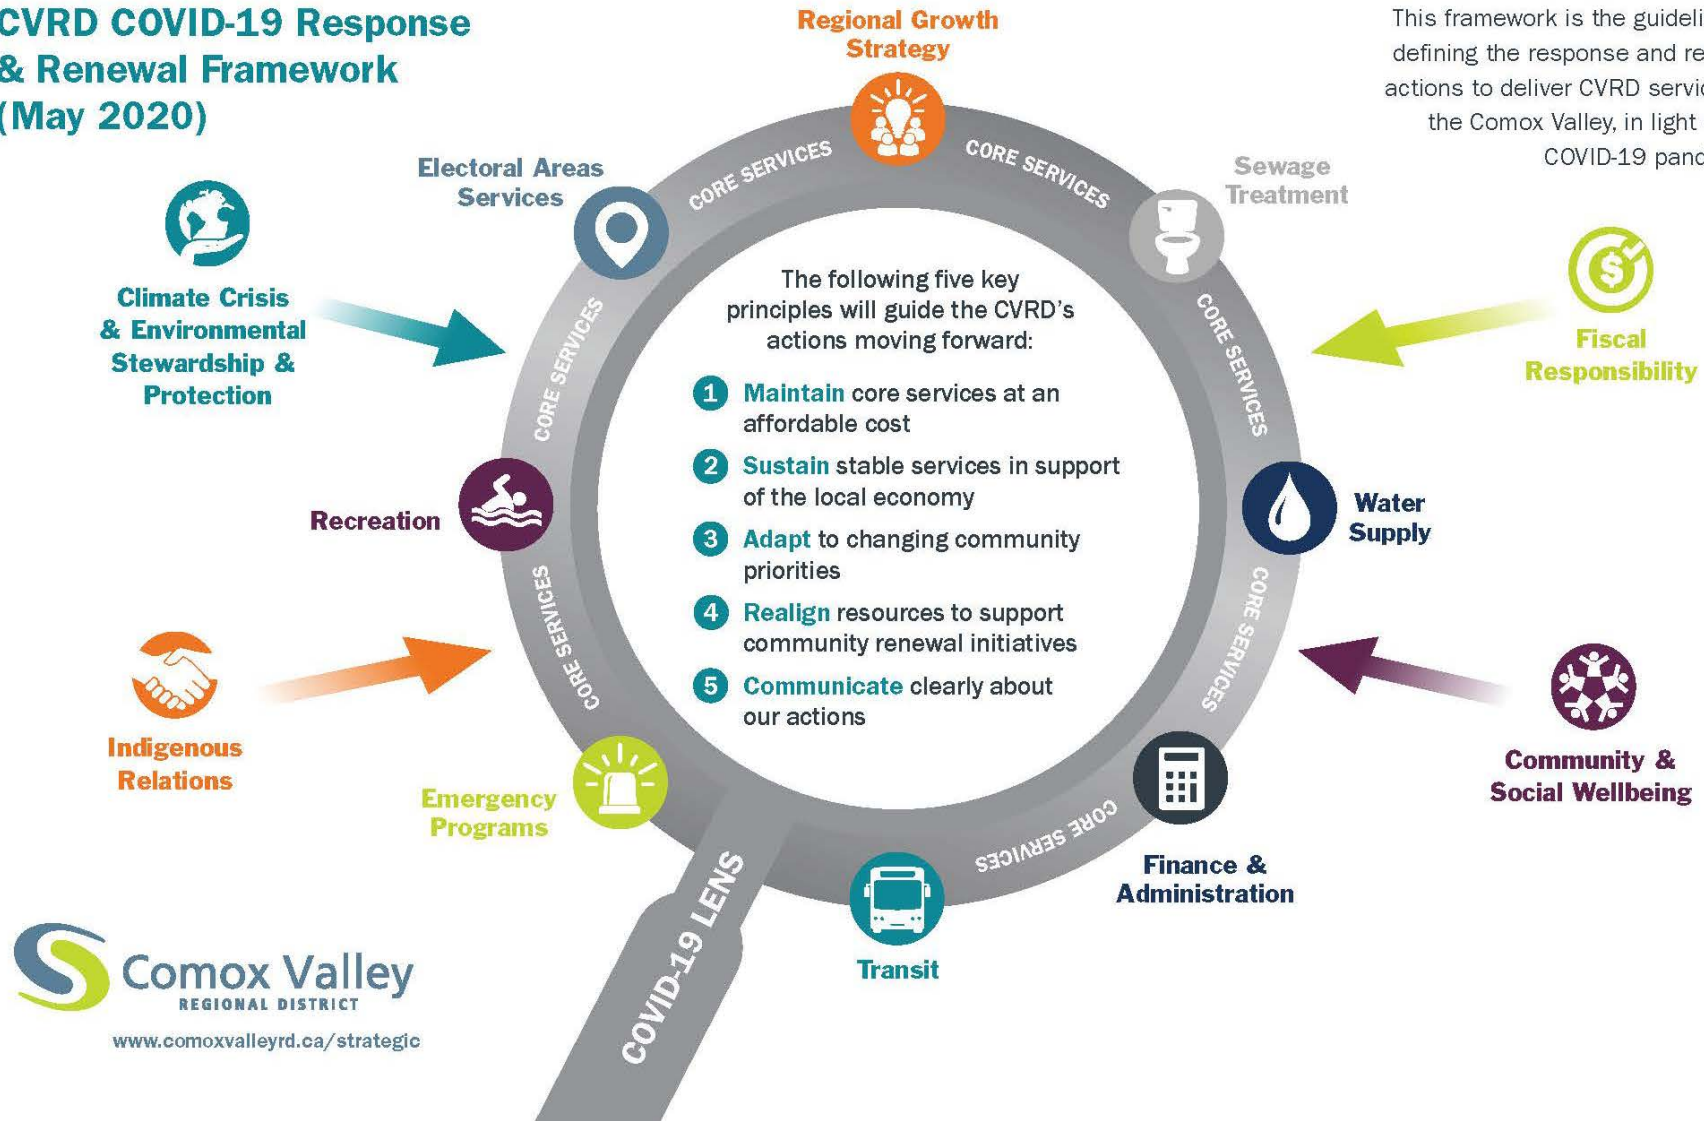 CVRD COVID-19 Response
& Renewal Framework
(May 2020)
This framework is the
defining the response and
actions to deliver CVRD
the Comox Valley, in light
COVID-19
Regional Growth
Strategy
Electoral Areas
Services
Sewage
Treatment
Climate Crisis
& Environmental
Stewardship &
Protection
Fiscal
Responsibility
Recreation
Water
Supply
Indigenous
Relations
Community &
Social Wellbeing
Emergency
Programs
Finance &
Administration
Transit
CORE SERVICES
CORE SERVICES
CORE SERVICES
CORE SERVICES
CORE SERVICES
CORE SERVICES
CORE SERVICES
The following five key
principles will guide the CVRD's
actions moving forward:
1 Maintain core services at an
affordable cost
2 Sustain stable services in support
of the local economy
3 Adapt to changing community
priorities
4 Realign resources to support
community renewal initiatives
5 Communicate clearly about
our actions
COVID-19 LENS
Comox Valley
REGIONAL DISTRICT
www.comoxvalleyrd.ca/strategic